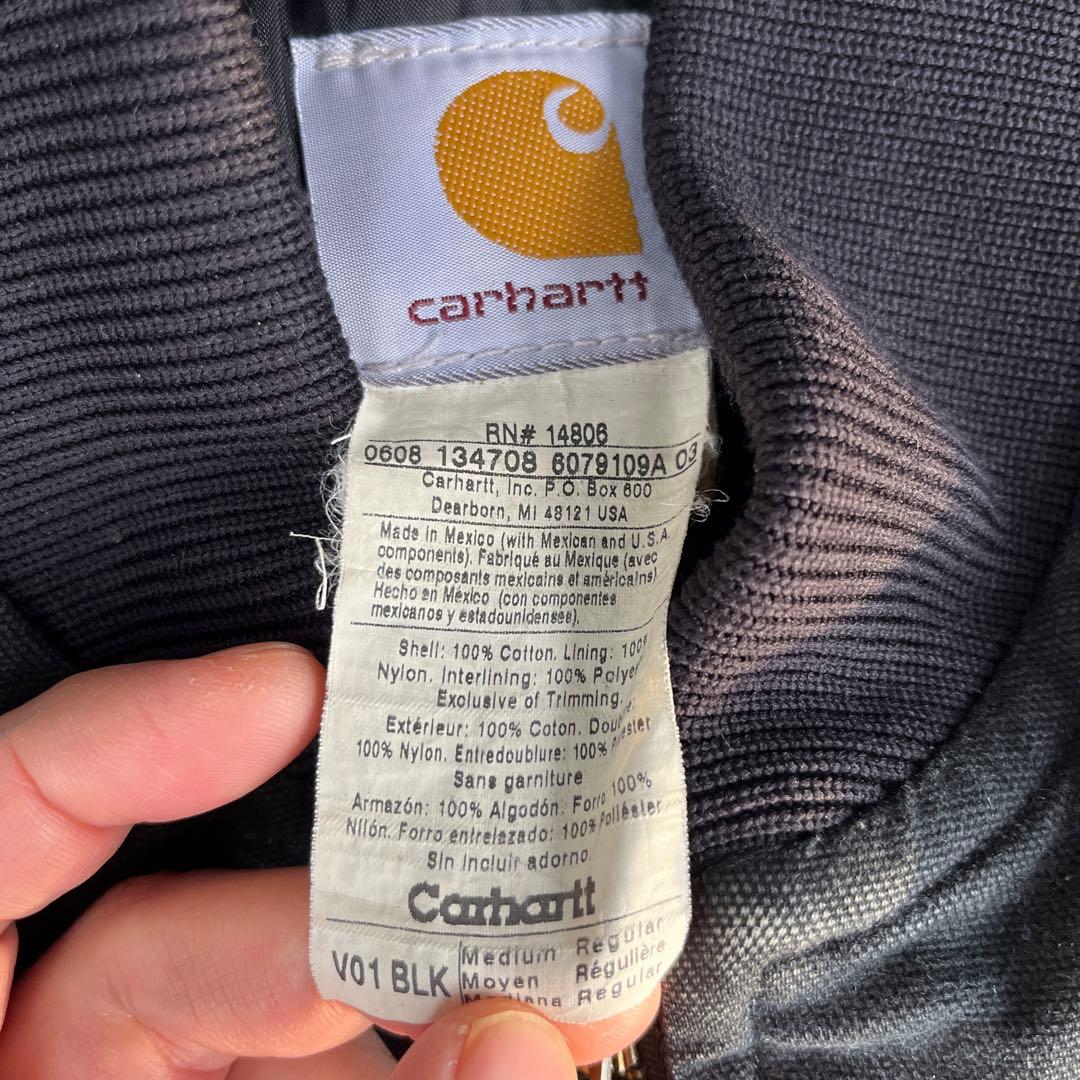 carhartt
RN# 14806
0608 134708 6079109A 03
Carhartt, Inc. P.O. Box 600
Dearborn, MI 48121 USA
Made in Mexico (with Mexican and U.S.A.
components). Fabriqué au Mexique (avec
des composants mexicains et américains)
Hecho en México (con componentes
mexicanos y estadounidenses).
Shell: 100% Cotton. Lining: 100%
Nylon. Interlining: 100%
Exclusive of Trimming.
Extérieur: 100% Coton.
100% Nylon. Entredoublure: 100%
Sans garniture
Armazón: 100% Algodón. Forro 100%
Nilón. Forro entrelazado: 100% Poliéster
Sin incluir adorno.
Carhartt
V01 BLK
Medium Regular
Moyen Régulière
Mediana Regular